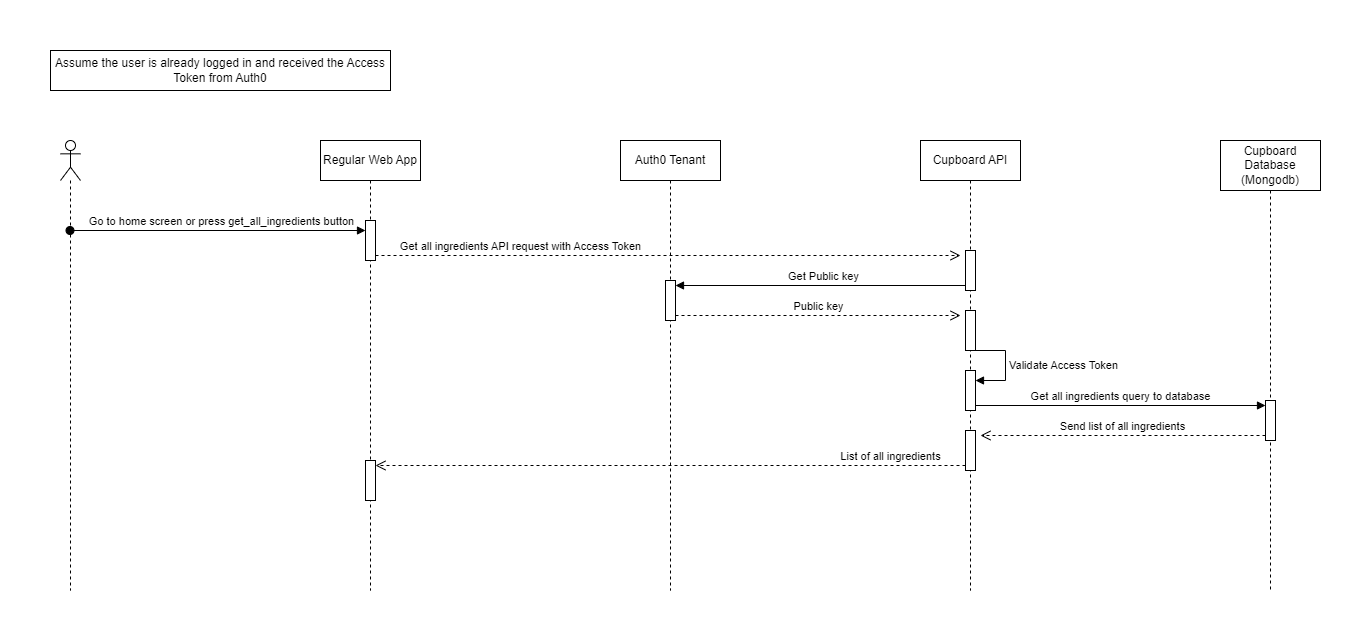 Assume the user is already logged in and received the Access
Token from Auth0
Regular Web App
Auth0 Tenant
Cupboard API
Cupboard
Database
(Mongodb)
Go to home screen or press get_all_ingredients button
Get all ingredients API request with Access Token
Get Public key
Public key
Validate Access Token
Get all ingredients query to database
Send list of all ingredients
List of all ingredients